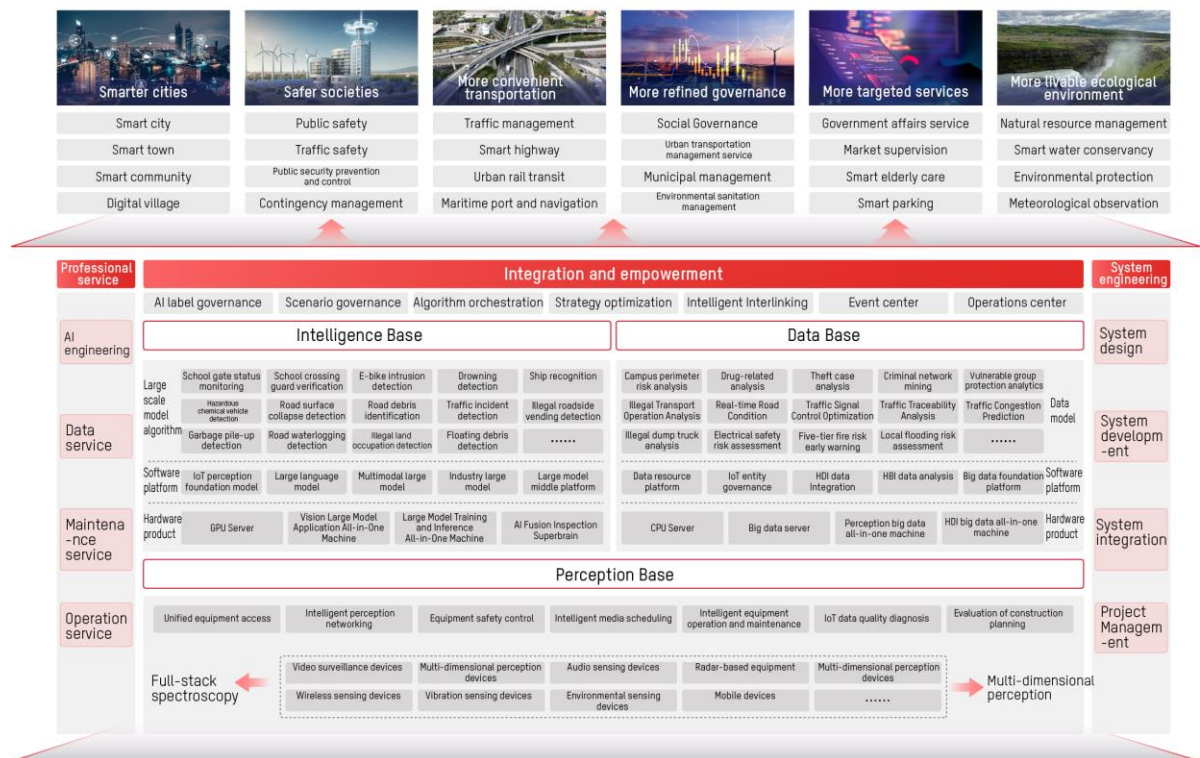 Smarter cities
Safer societies
More convenient
transportation
More refined governance
More targeted services
More livable ecological
environment
Smart city
Public safety
Traffic management
Social Governance
Government affairs service
Natural resource management
Smart town
Traffic safety
Smart highway
Urban transportation
management service
Market supervision
Smart water conservancy
Smart community
Public security prevention
and control
Urban rail transit
Municipal management
Smart elderly care
Environmental protection
Digital village
Contingency management
Maritime port and navigation
Environmental sanitation
management
Smart parking
Meteorological observation
Professional
service
Integration and empowerment
System
engineering
AI label governance
Scenario governance
Algorithm orchestration
Strategy optimization
Intelligent Interlinking
Event center
Operations center
AI
engineering
Data
service
Maintena
-nce
service
Operation
service
Intelligence Base
Data Base
Large
scale
model
algorithm
School gate status
monitoring
School crossing
guard verification
E-bike intrusion
detection
Drowning
detection
Ship recognition
Hazardous
chemical vehicle
detection
Road surface
collapse detection
Road debris
identification
Traffic incident
detection
Illegal roadside
vending detection
Garbage pile-up
detection
Road waterlogging
detection
Illegal land
occupation detection
Floating debris
detection
......
Software
platform
IoT perception
foundation model
Large language
model
Multimodal large
model
Industry large
model
Large model
middle platform
Hardware
product
GPU Server
Vision Large Model
Application All-in-One
Machine
Large Model Training
and Inference
All-in-One Machine
AI Fusion Inspection
Superbrain
Campus perimeter
risk analysis
Drug-related
analysis
Theft case
analysis
Criminal network
mining
Vulnerable group
protection analytics
Illegal Transport
Operation Analysis
Real-time Road
Condition
Traffic Signal
Control Optimization
Traffic Traceability
Analysis
Traffic Congestion
Prediction
Illegal dump truck
analysis
Electrical safety
risk assessment
Five-tier fire risk
early warning
Local flooding risk
assessment
......
Data
model
Data resource
platform
IoT entity
governance
HDI data
Integration
HBI data analysis
Big data foundation
platform
Software
platform
CPU Server
Big data server
Perception big data
all-in-one machine
HDI big data all-in-one
machine
Hardware
product
Perception Base
Unified equipment access
Intelligent perception
networking
Equipment safety control
Intelligent media scheduling
Intelligent equipment
operation and maintenance
IoT data quality diagnosis
Evaluation of construction
planning
Full-stack
spectroscopy
Video surveillance devices
Multi-dimensional perception
devices
Audio sensing devices
Radar-based equipment
Multi-dimensional perception
devices
Wireless sensing devices
Vibration sensing devices
Environmental sensing
devices
Mobile devices
......
Multi-dimensional
perception
System
design
System
developm
-ent
System
integration
Project
Managem
-ent